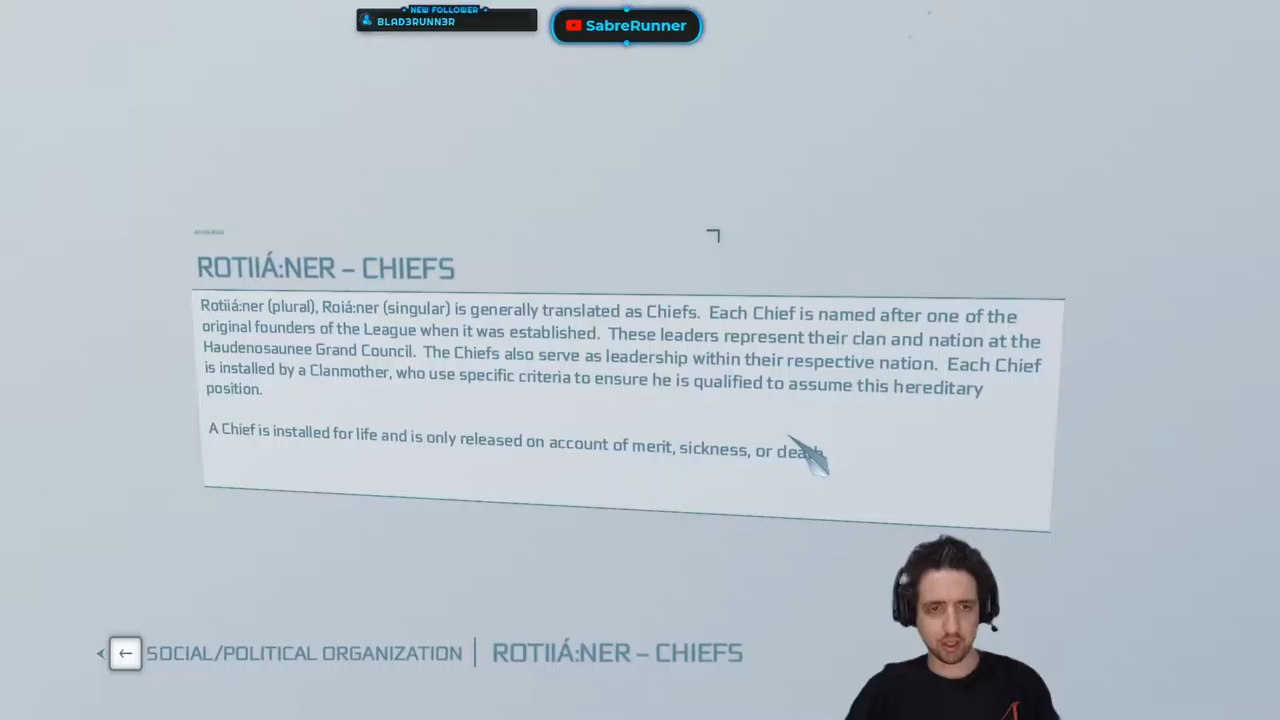 NEW FOLLOWER
BLAD3RUNN3R
SabreRunner
ROTIIÁ:NER – CHIEFS
Rotiiá:ner (plural), Roiá:ner (singular) is generally translated as Chiefs. Each Chief is named after one of the
original founders of the League when it was established. These leaders represent their clan and nation at the
Haudenosaunee Grand Council. The Chiefs also serve as leadership within their respective nation. Each Chief
is installed by a Clanmother, who use specific criteria to ensure he is qualified to assume this hereditary
position.
A Chief is installed for life and is only released on account of merit, sickness, or death.
SOCIAL/POLITICAL ORGANIZATION | ROTIIÁ:NER – CHIEFS